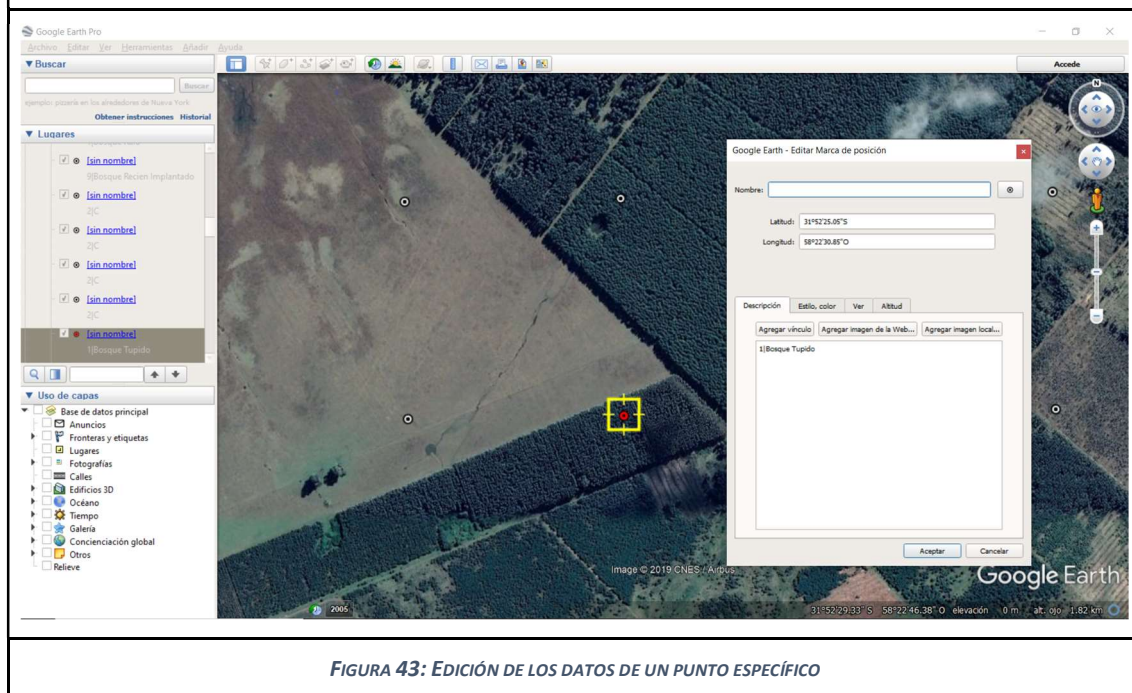 Google Earth Pro
Archivo Editar Ver Herramientas Añadir Ayuda
Buscar
Buscar
ejemplo: pizzería en los alrededores de Nueva York
Obtener instrucciones Historial
Lugares
[sin nombre]
9|Bosque Recien Implantado
[sin nombre]
2|C
[sin nombre]
2|C
[sin nombre]
2|C
[sin nombre]
2|C
[sin nombre]
1|Bosque Tupido
Uso de capas
Base de datos principal
Anuncios
Fronteras y etiquetas
Lugares
Fotografías
Calles
Edificios 3D
Océano
Tiempo
Galería
Concienciación global
Otros
Relieve
Accede
N
Google Earth - Editar Marca de posición
Nombre:
Latitud: 31°52'25.05"S
Longitud: 58°22'30.85"O
Descripción Estilo, color Ver Altitud
Agregar vínculo Agregar imagen de la Web... Agregar imagen local...
1|Bosque Tupido
Aceptar Cancelar
Image © 2019 CNES / Airbus
Google Earth
2005
31°52'29.33" S 58°22'46.38" O elevación 0 m alt. ojo 1.82 km
FIGURA 43: EDICIÓN DE LOS DATOS DE UN PUNTO ESPECÍFICO